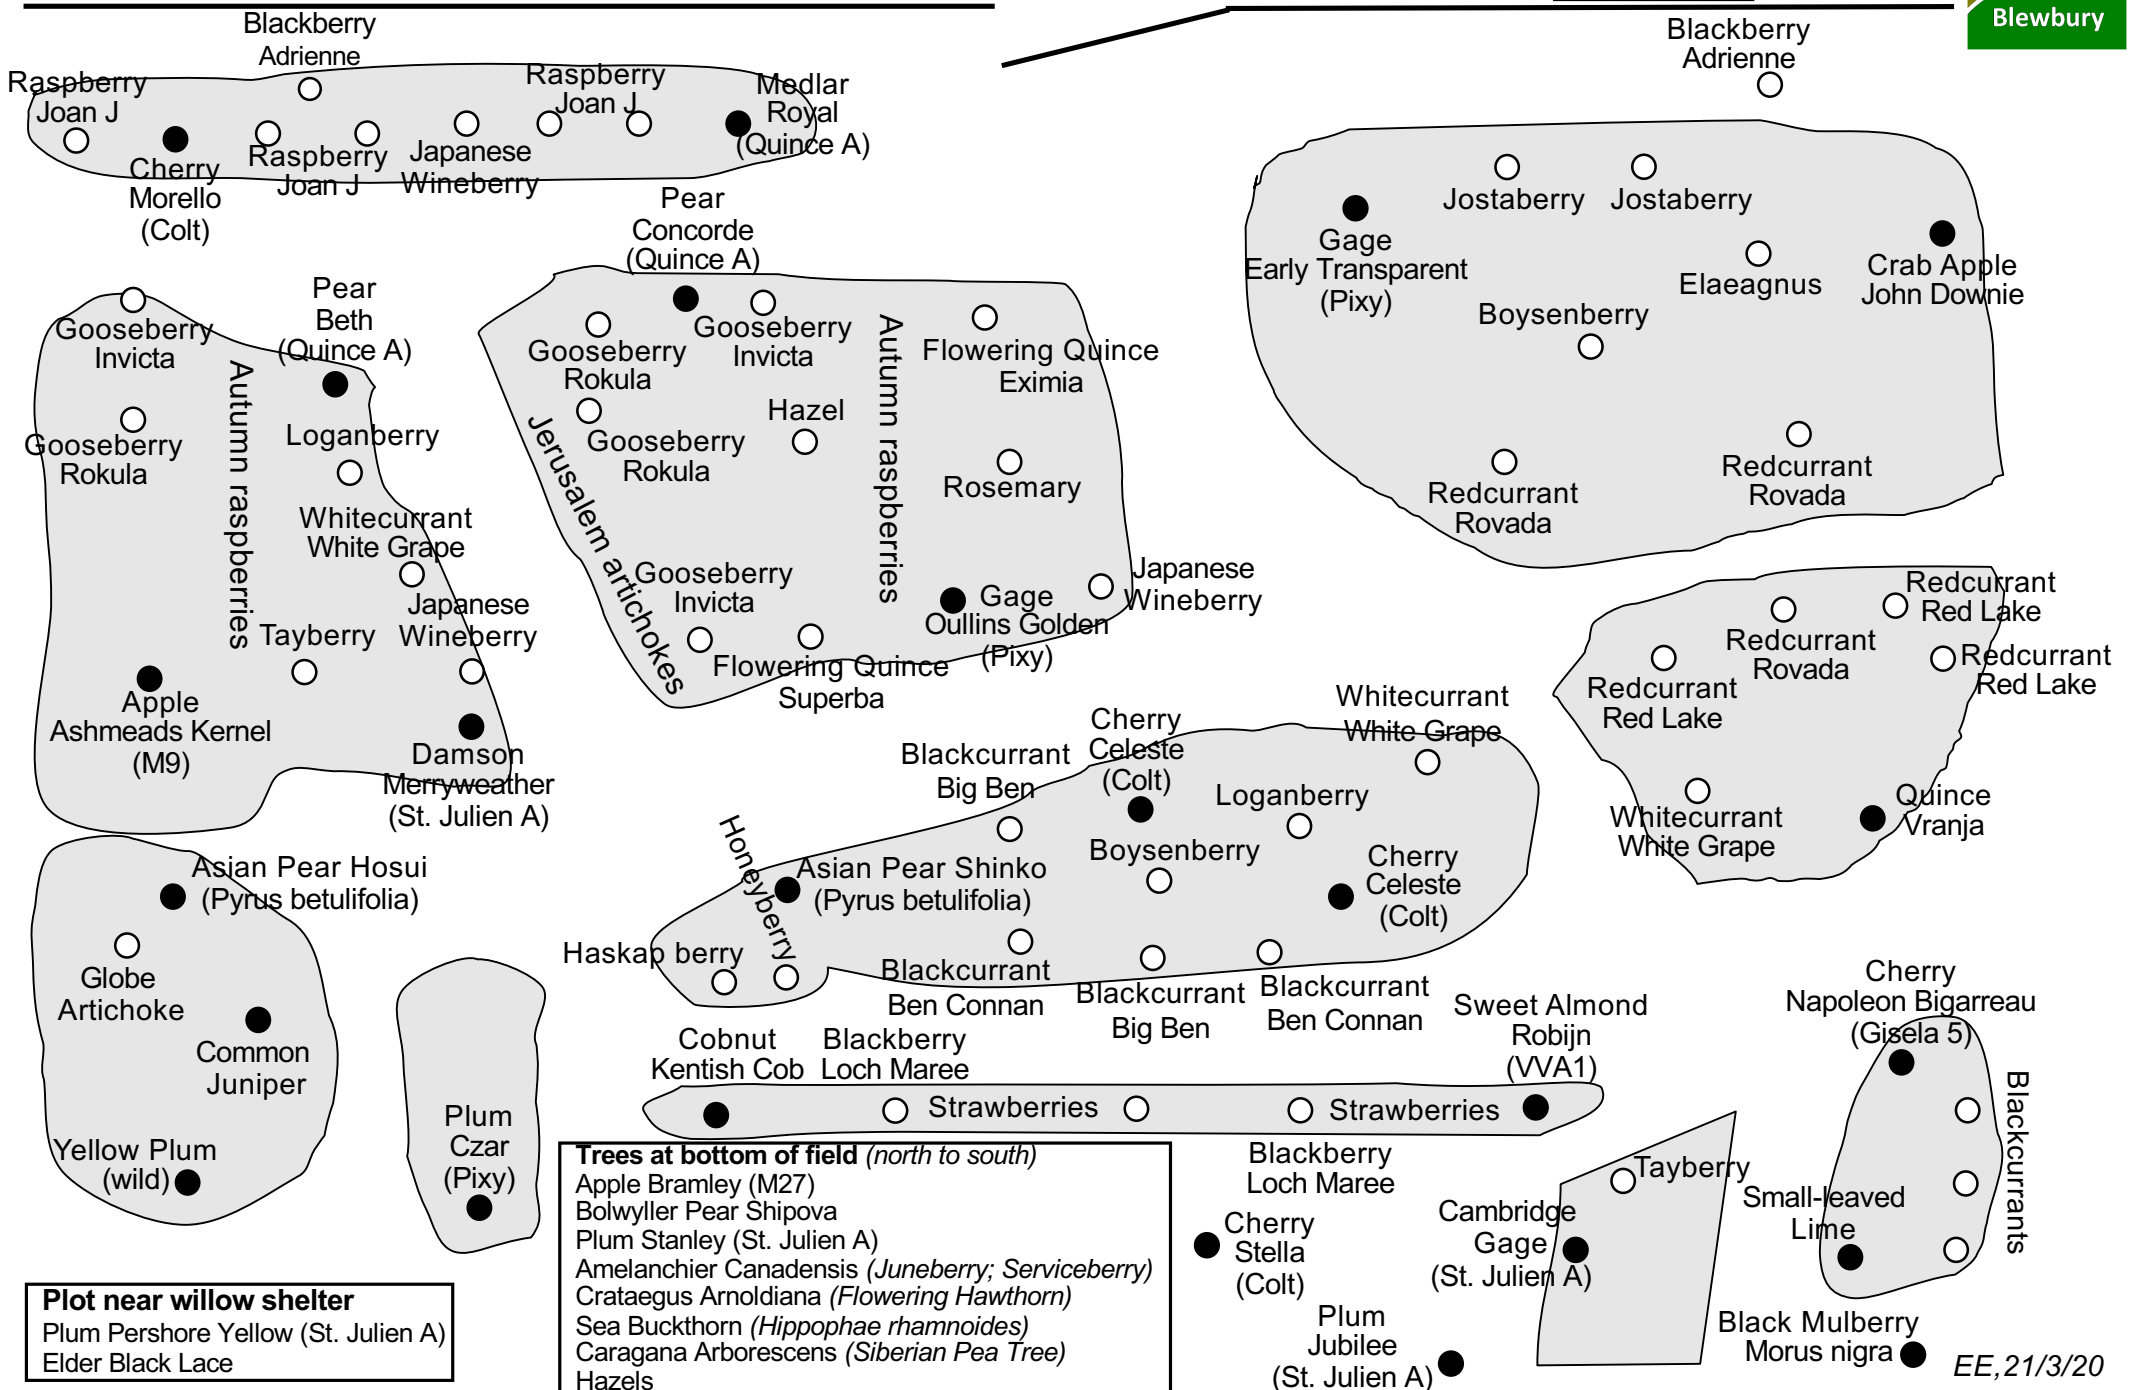 Blewbury
Blackberry
Adrienne
Raspberry
Joan J
Cherry
Morello
(Colt)
Raspberry
Joan J
Japanese
Wineberry
Raspberry
Joan J
Medlar
Royal
(Quince A)
Blackberry
Adrienne
Gage
Early Transparent
(Pixy)
Jostaberry
Jostaberry
Elaeagnus
Crab Apple
John Downie
Boysenberry
Redcurrant
Rovada
Redcurrant
Rovada
Gooseberry
Invicta
Pear
Beth
(Quince A)
Gooseberry
Rokula
Autumn raspberries
Loganberry
Whitecurrant
White Grape
Japanese
Wineberry
Tayberry
Apple
Ashmeads Kernel
(M9)
Damson
Merryweather
(St. Julien A)
Pear
Concorde
(Quince A)
Gooseberry
Rokula
Gooseberry
Invicta
Autumn raspberries
Flowering Quince
Eximia
Gooseberry
Rokula
Hazel
Jerusalem artichokes
Rosemary
Gooseberry
Invicta
Flowering Quince
Superba
Gage
Oullins Golden
(Pixy)
Japanese
Wineberry
Redcurrant
Red Lake
Redcurrant
Rovada
Redcurrant
Red Lake
Redcurrant
Red Lake
Whitecurrant
White Grape
Quince
Vranja
Whitecurrant
White Grape
Cherry
Celeste
(Colt)
Blackcurrant
Big Ben
Loganberry
Honeyberry
Asian Pear Shinko
(Pyrus betulifolia)
Boysenberry
Cherry
Celeste
(Colt)
Haskap berry
Blackcurrant
Ben Connan
Blackcurrant
Big Ben
Blackcurrant
Ben Connan
Asian Pear Hosui
(Pyrus betulifolia)
Globe
Artichoke
Common
Juniper
Yellow Plum
(wild)
Plum
Czar
(Pixy)
Cobnut
Kentish Cob
Blackberry
Loch Maree
Sweet Almond
Robijn
(VVA1)
Strawberries
Strawberries
Blackberry
Loch Maree
Cherry
Napoleon Bigarreau
(Gisela 5)
Blackcurrants
Small-leaved
Lime
Tayberry
Cambridge
Gage
(St. Julien A)
Cherry
Stella
(Colt)
Plum
Jubilee
(St. Julien A)
Black Mulberry
Morus nigra
Trees at bottom of field (north to south)
Apple Bramley (M27)
Bolwyller Pear Shipova
Plum Stanley (St. Julien A)
Amelanchier Canadensis (Juneberry; Serviceberry)
Crataegus Arnoldiana (Flowering Hawthorn)
Sea Buckthorn (Hippophae rhamnoides)
Caragana Arborescens (Siberian Pea Tree)
Hazels
Plot near willow shelter
Plum Pershore Yellow (St. Julien A)
Elder Black Lace
EE,21/3/20